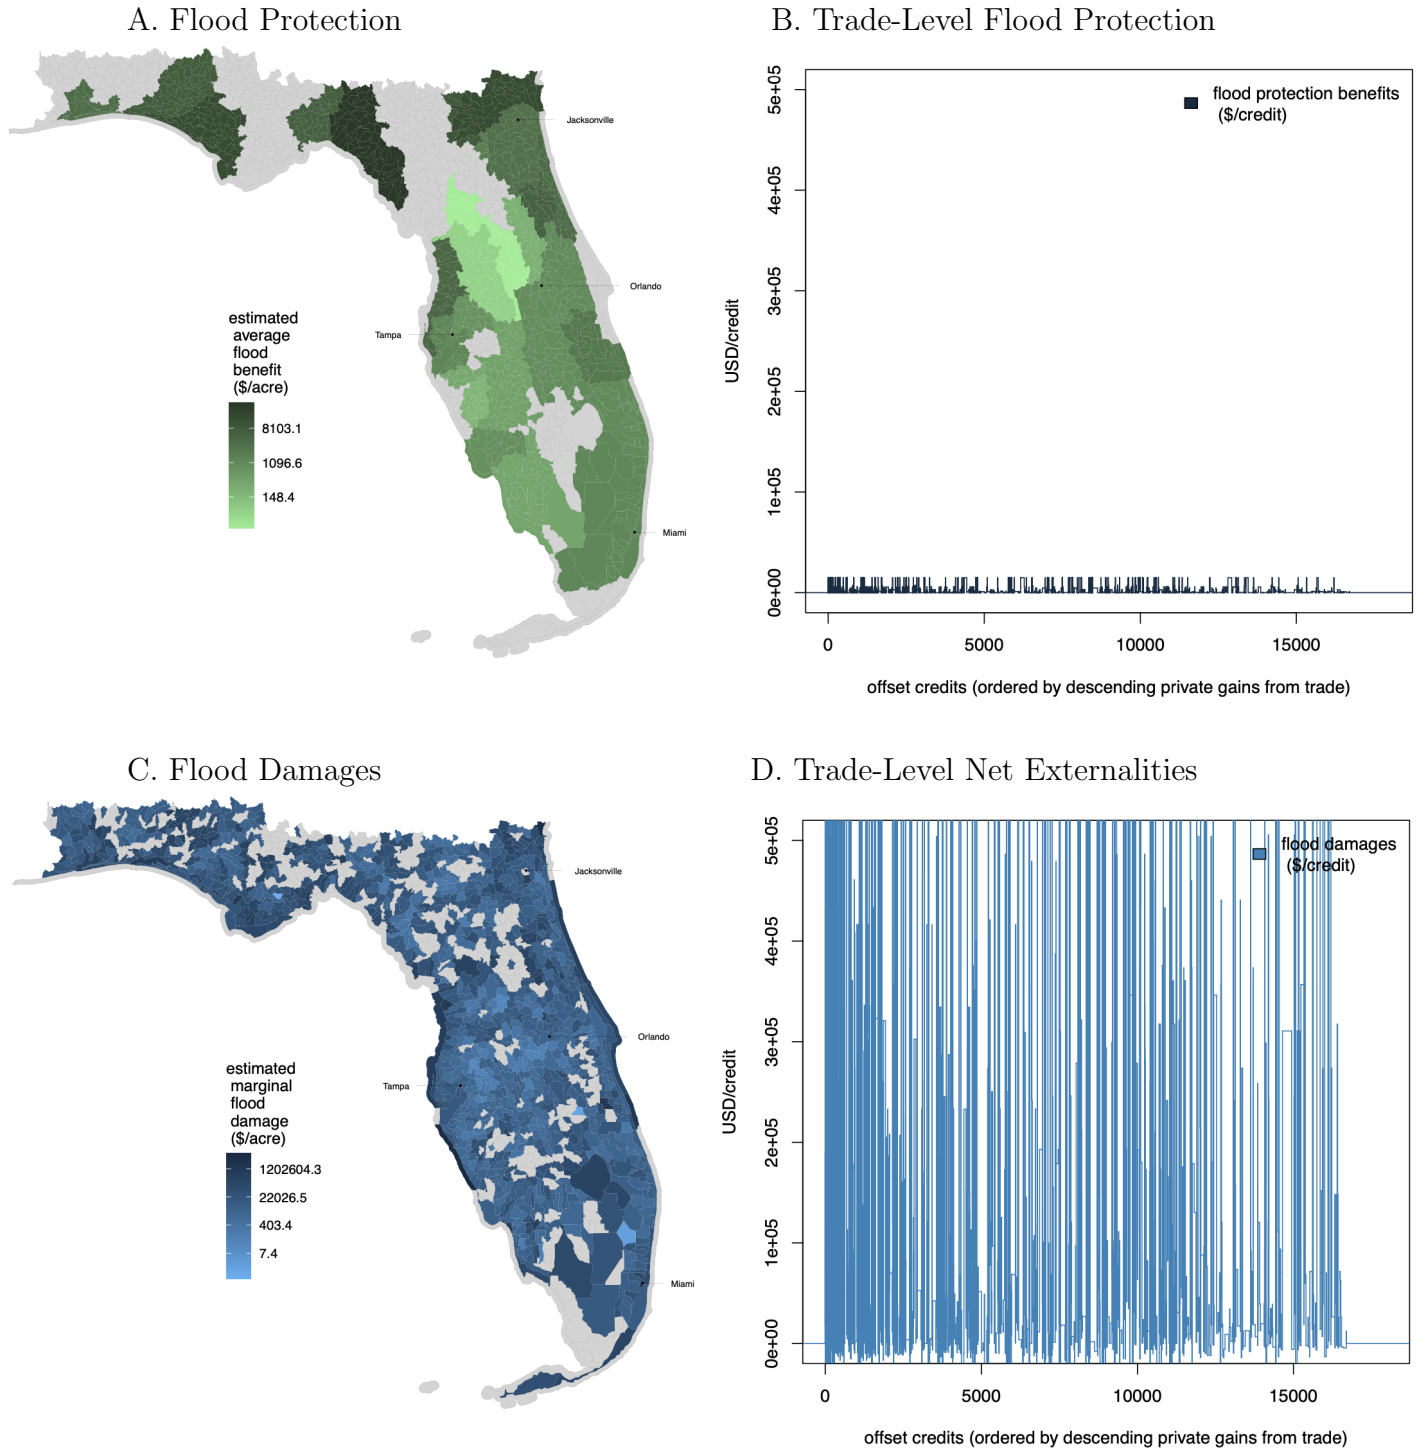 A. Flood Protection
Jacksonville
Orlando
Tampa
Miami
estimated
average
flood
benefit
($/acre)
8103.1
1096.6
148.4
B. Trade-Level Flood Protection
flood protection benefits
($/credit)
USD/credit
5e+05
4e+05
3e+05
2e+05
1e+05
0e+00
0 5000 10000 15000
offset credits (ordered by descending private gains from trade)
C. Flood Damages
Jacksonville
Orlando
Tampa
Miami
estimated
marginal
flood
damage
($/acre)
1202604.3
22026.5
403.4
7.4
D. Trade-Level Net Externalities
flood damages
($/credit)
USD/credit
5e+05
4e+05
3e+05
2e+05
1e+05
0e+00
0 5000 10000 15000
offset credits (ordered by descending private gains from trade)